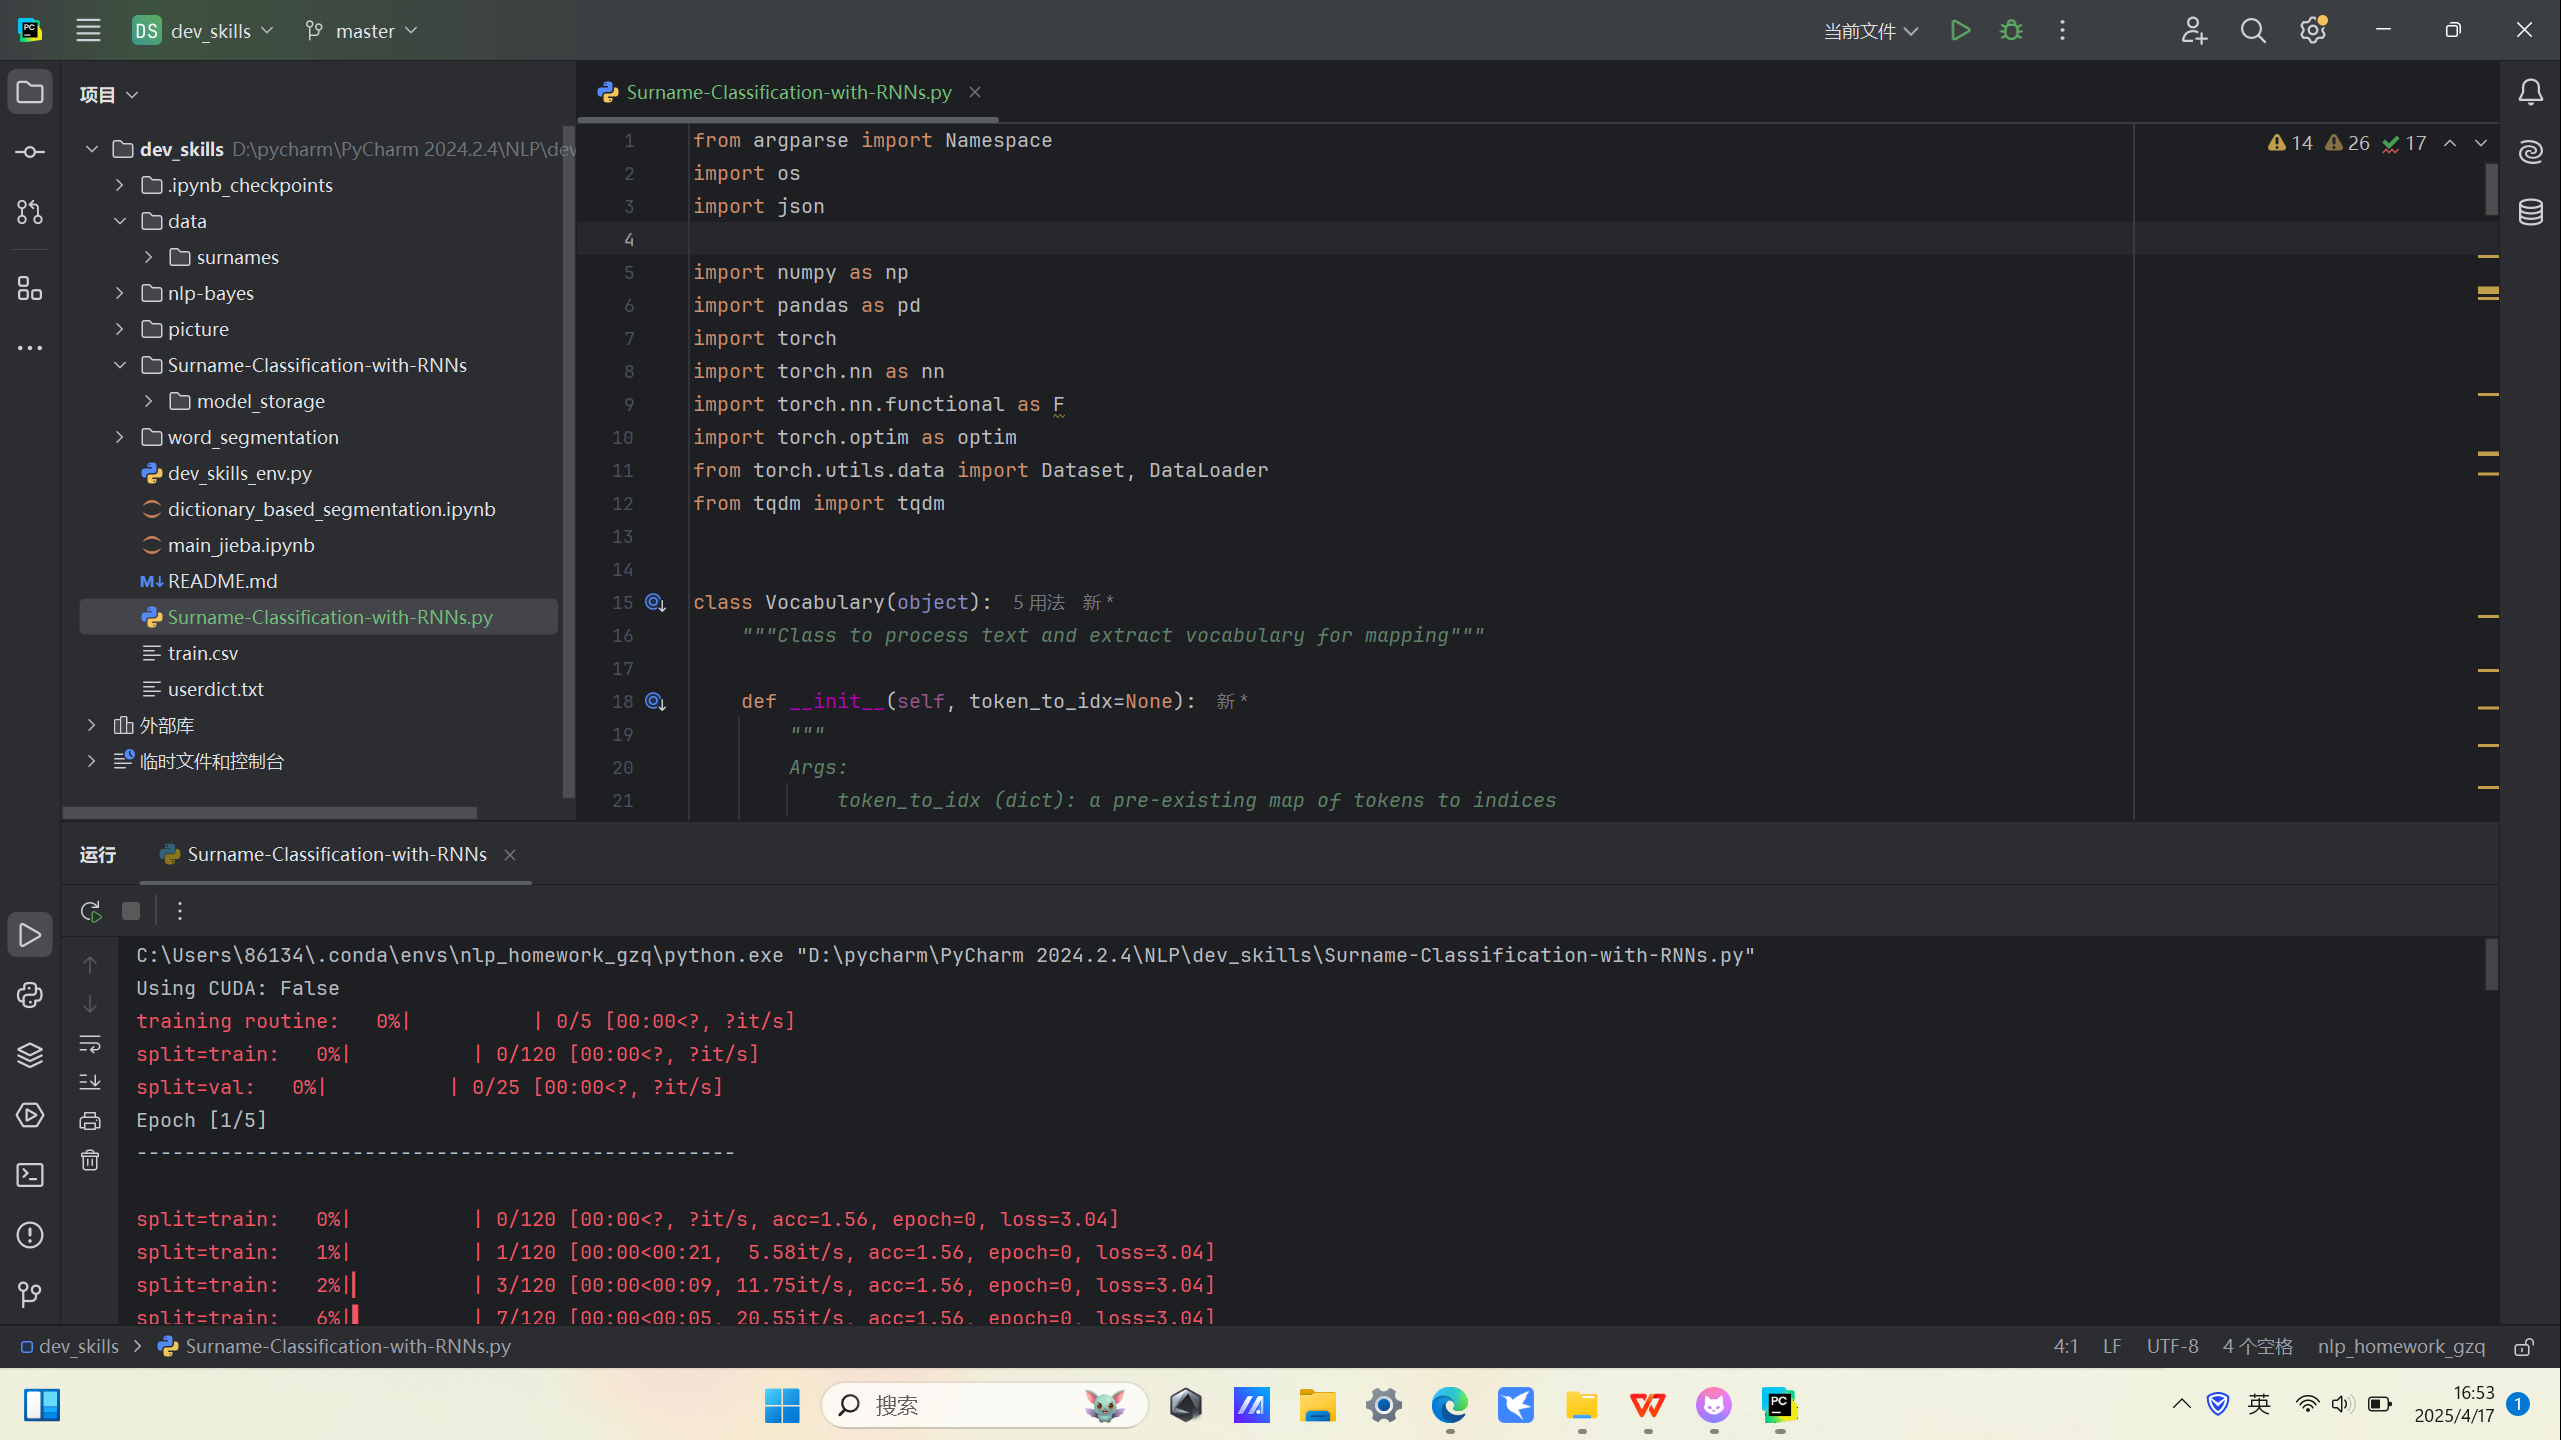 DS dev_skills master 当前文件
项目
Surname-Classification-with-RNNs.py
dev_skills D:\pycharm\PyCharm 2024.2.4\NLP\dev
.ipynb_checkpoints
data
surnames
nlp-bayes
picture
Surname-Classification-with-RNNs
model_storage
word_segmentation
dev_skills_env.py
dictionary_based_segmentation.ipynb
main_jieba.ipynb
M↓ README.md
Surname-Classification-with-RNNs.py
train.csv
userdict.txt
外部库
临时文件和控制台
14 26 17
1 from argparse import Namespace
2 import os
3 import json
4
5 import numpy as np
6 import pandas as pd
7 import torch
8 import torch.nn as nn
9 import torch.nn.functional as F
10 import torch.optim as optim
11 from torch.utils.data import Dataset, DataLoader
12 from tqdm import tqdm
13
14
15 class Vocabulary(object): 5 用法 新 *
16 """Class to process text and extract vocabulary for mapping"""
17
18 def __init__(self, token_to_idx=None): 新 *
19 """
20 Args:
21 token_to_idx (dict): a pre-existing map of tokens to indices
运行 Surname-Classification-with-RNNs
C:\Users\86134\.conda\envs\nlp_homework_gzq\python.exe "D:\pycharm\PyCharm 2024.2.4\NLP\dev_skills\Surname-Classification-with-RNNs.py"
Using CUDA: False
training routine:   0%|          | 0/5 [00:00<?, ?it/s]
split=train:   0%|          | 0/120 [00:00<?, ?it/s]
split=val:   0%|          | 0/25 [00:00<?, ?it/s]
Epoch [1/5]
--------------------------------------------------
split=train:   0%|          | 0/120 [00:00<?, ?it/s, acc=1.56, epoch=0, loss=3.04]
split=train:   1%|          | 1/120 [00:00<00:21,  5.58it/s, acc=1.56, epoch=0, loss=3.04]
split=train:   2%|▎         | 3/120 [00:00<00:09, 11.75it/s, acc=1.56, epoch=0, loss=3.04]
split=train:   6%|▌         | 7/120 [00:00<00:05, 20.55it/s, acc=1.56, epoch=0, loss=3.04]
dev_skills > Surname-Classification-with-RNNs.py
4:1 LF UTF-8 4 个空格 nlp_homework_gzq
搜索
英
16:53
2025/4/17
1